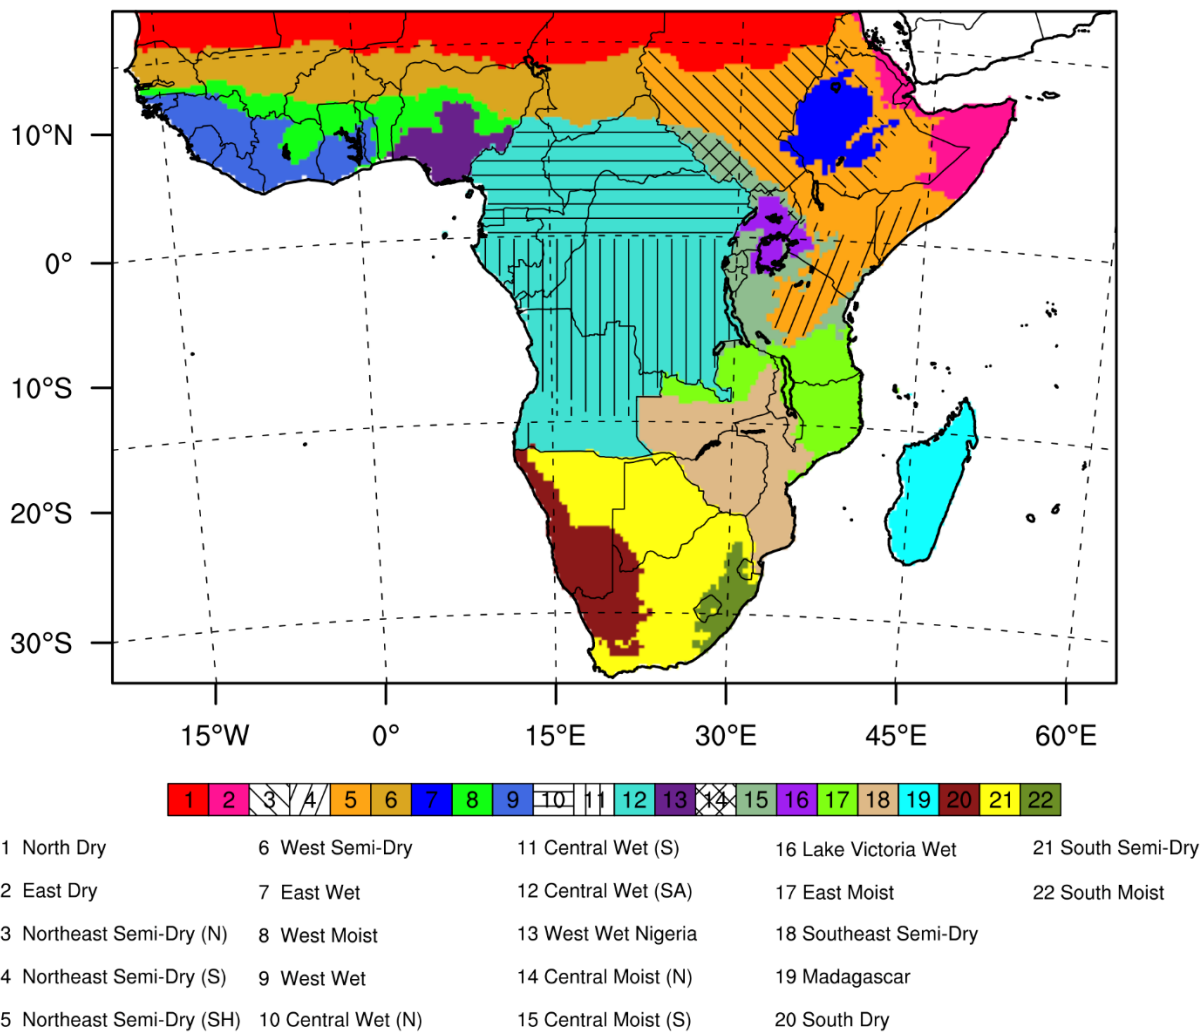 10°N
0°
10°S
20°S
30°S
15°W 0° 15°E 30°E 45°E 60°E
1 2 3 4 5 6 7 8 9 10 11 12 13 14 15 16 17 18 19 20 21 22
1 North Dry
2 East Dry
3 Northeast Semi-Dry (N)
4 Northeast Semi-Dry (S)
5 Northeast Semi-Dry (SH)
6 West Semi-Dry
7 East Wet
8 West Moist
9 West Wet
10 Central Wet (N)
11 Central Wet (S)
12 Central Wet (SA)
13 West Wet Nigeria
14 Central Moist (N)
15 Central Moist (S)
16 Lake Victoria Wet
17 East Moist
18 Southeast Semi-Dry
19 Madagascar
20 South Dry
21 South Semi-Dry
22 South Moist